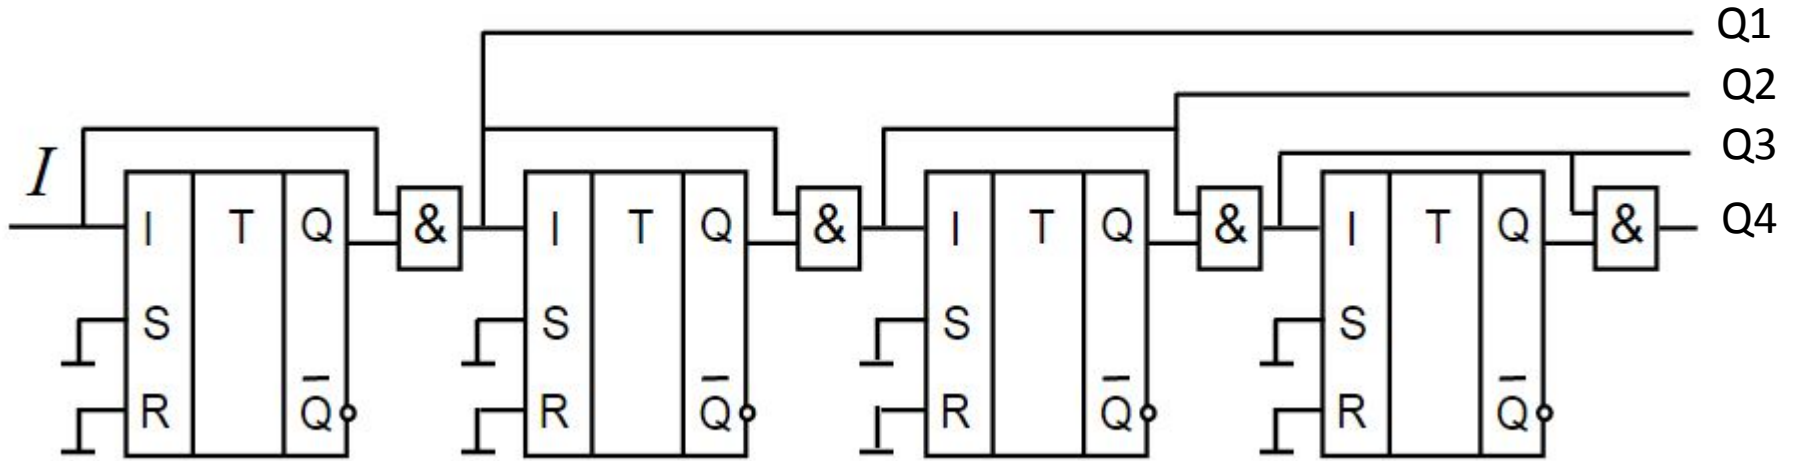 Q1
Q2
Q3
I
I T Q & I T Q & I T Q & I T Q & Q4
S S S S
R Q̅ R Q̅ R Q̅ R Q̅